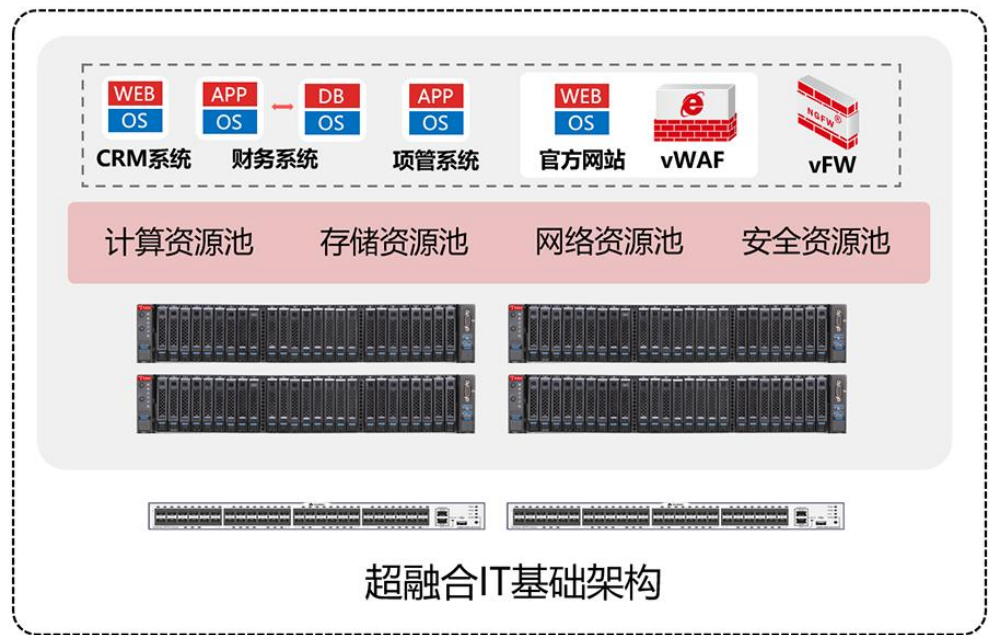 WEB
OS
APP
OS
DB
OS
APP
OS
WEB
OS
NGFW®
CRM系统
财务系统
项管系统
官方网站
vWAF
vFW
计算资源池
存储资源池
网络资源池
安全资源池
超融合IT基础架构